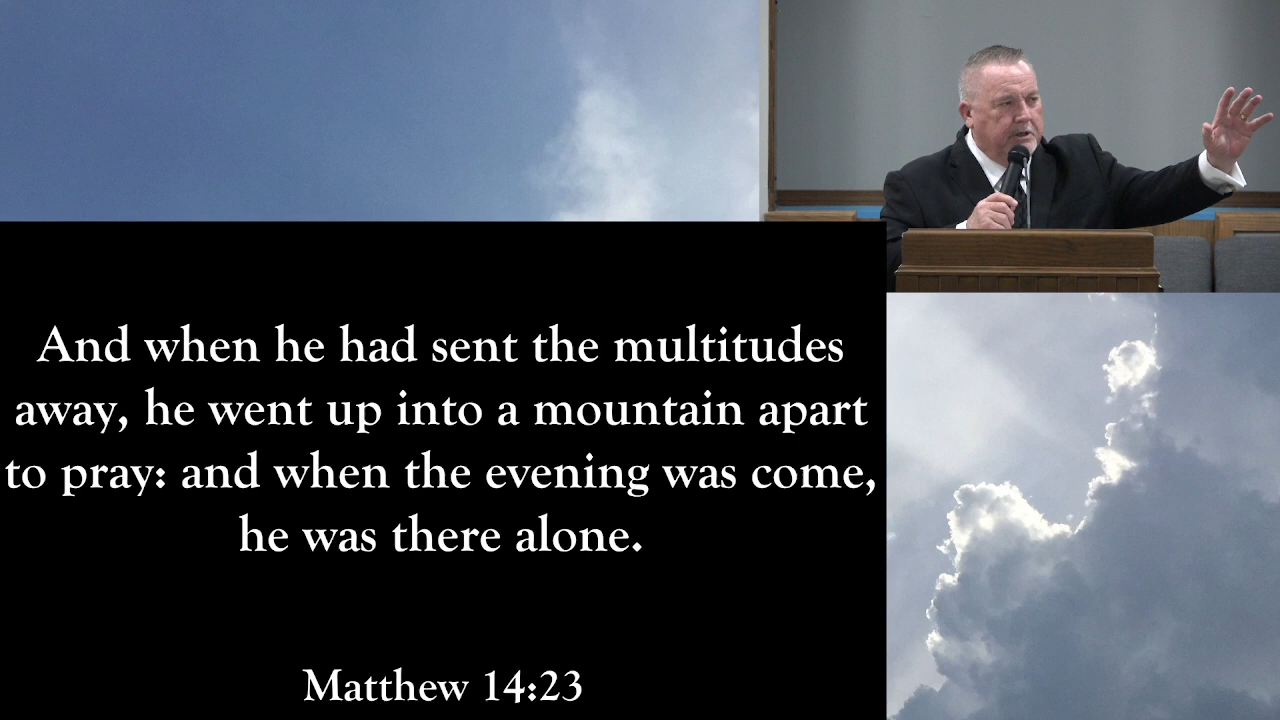 And when he had sent the multitudes
away, he went up into a mountain apart
to pray: and when the evening was come,
he was there alone.
Matthew 14:23